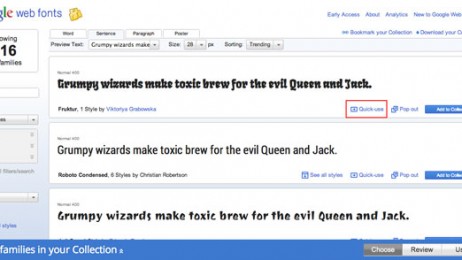 gle web fonts
Early Access About Analytics New to Google Web
Word Sentence Paragraph Poster
Bookmark your Collection Download your
owing
16
families
Preview Text: Grumpy wizards make Size: 28 px Sorting: Trending
Normal 400
Grumpy wizards make toxic brew for the evil Queen and Jack.
Fruktur, 1 Style by Viktoriya Grabowska Quick-use Pop out Add to Collec
Normal 400
Grumpy wizards make toxic brew for the evil Queen and Jack.
Roboto Condensed, 6 Styles by Christian Robertson See all styles Quick-use Pop out Add to Collec
Normal 400
Grumpy wizards make toxic brew for the evil Queen and Jack.
styles
families in your Collection Choose Review Us